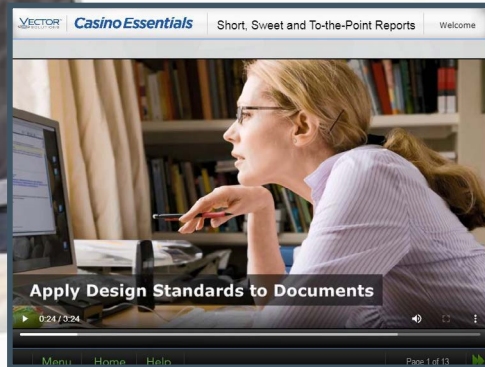 VECTOR SOLUTIONS Casino Essentials Short, Sweet and To-the-Point Reports Welcome
Apply Design Standards to Documents
0:24 / 3:24
Menu Home Help Page 1 of 13